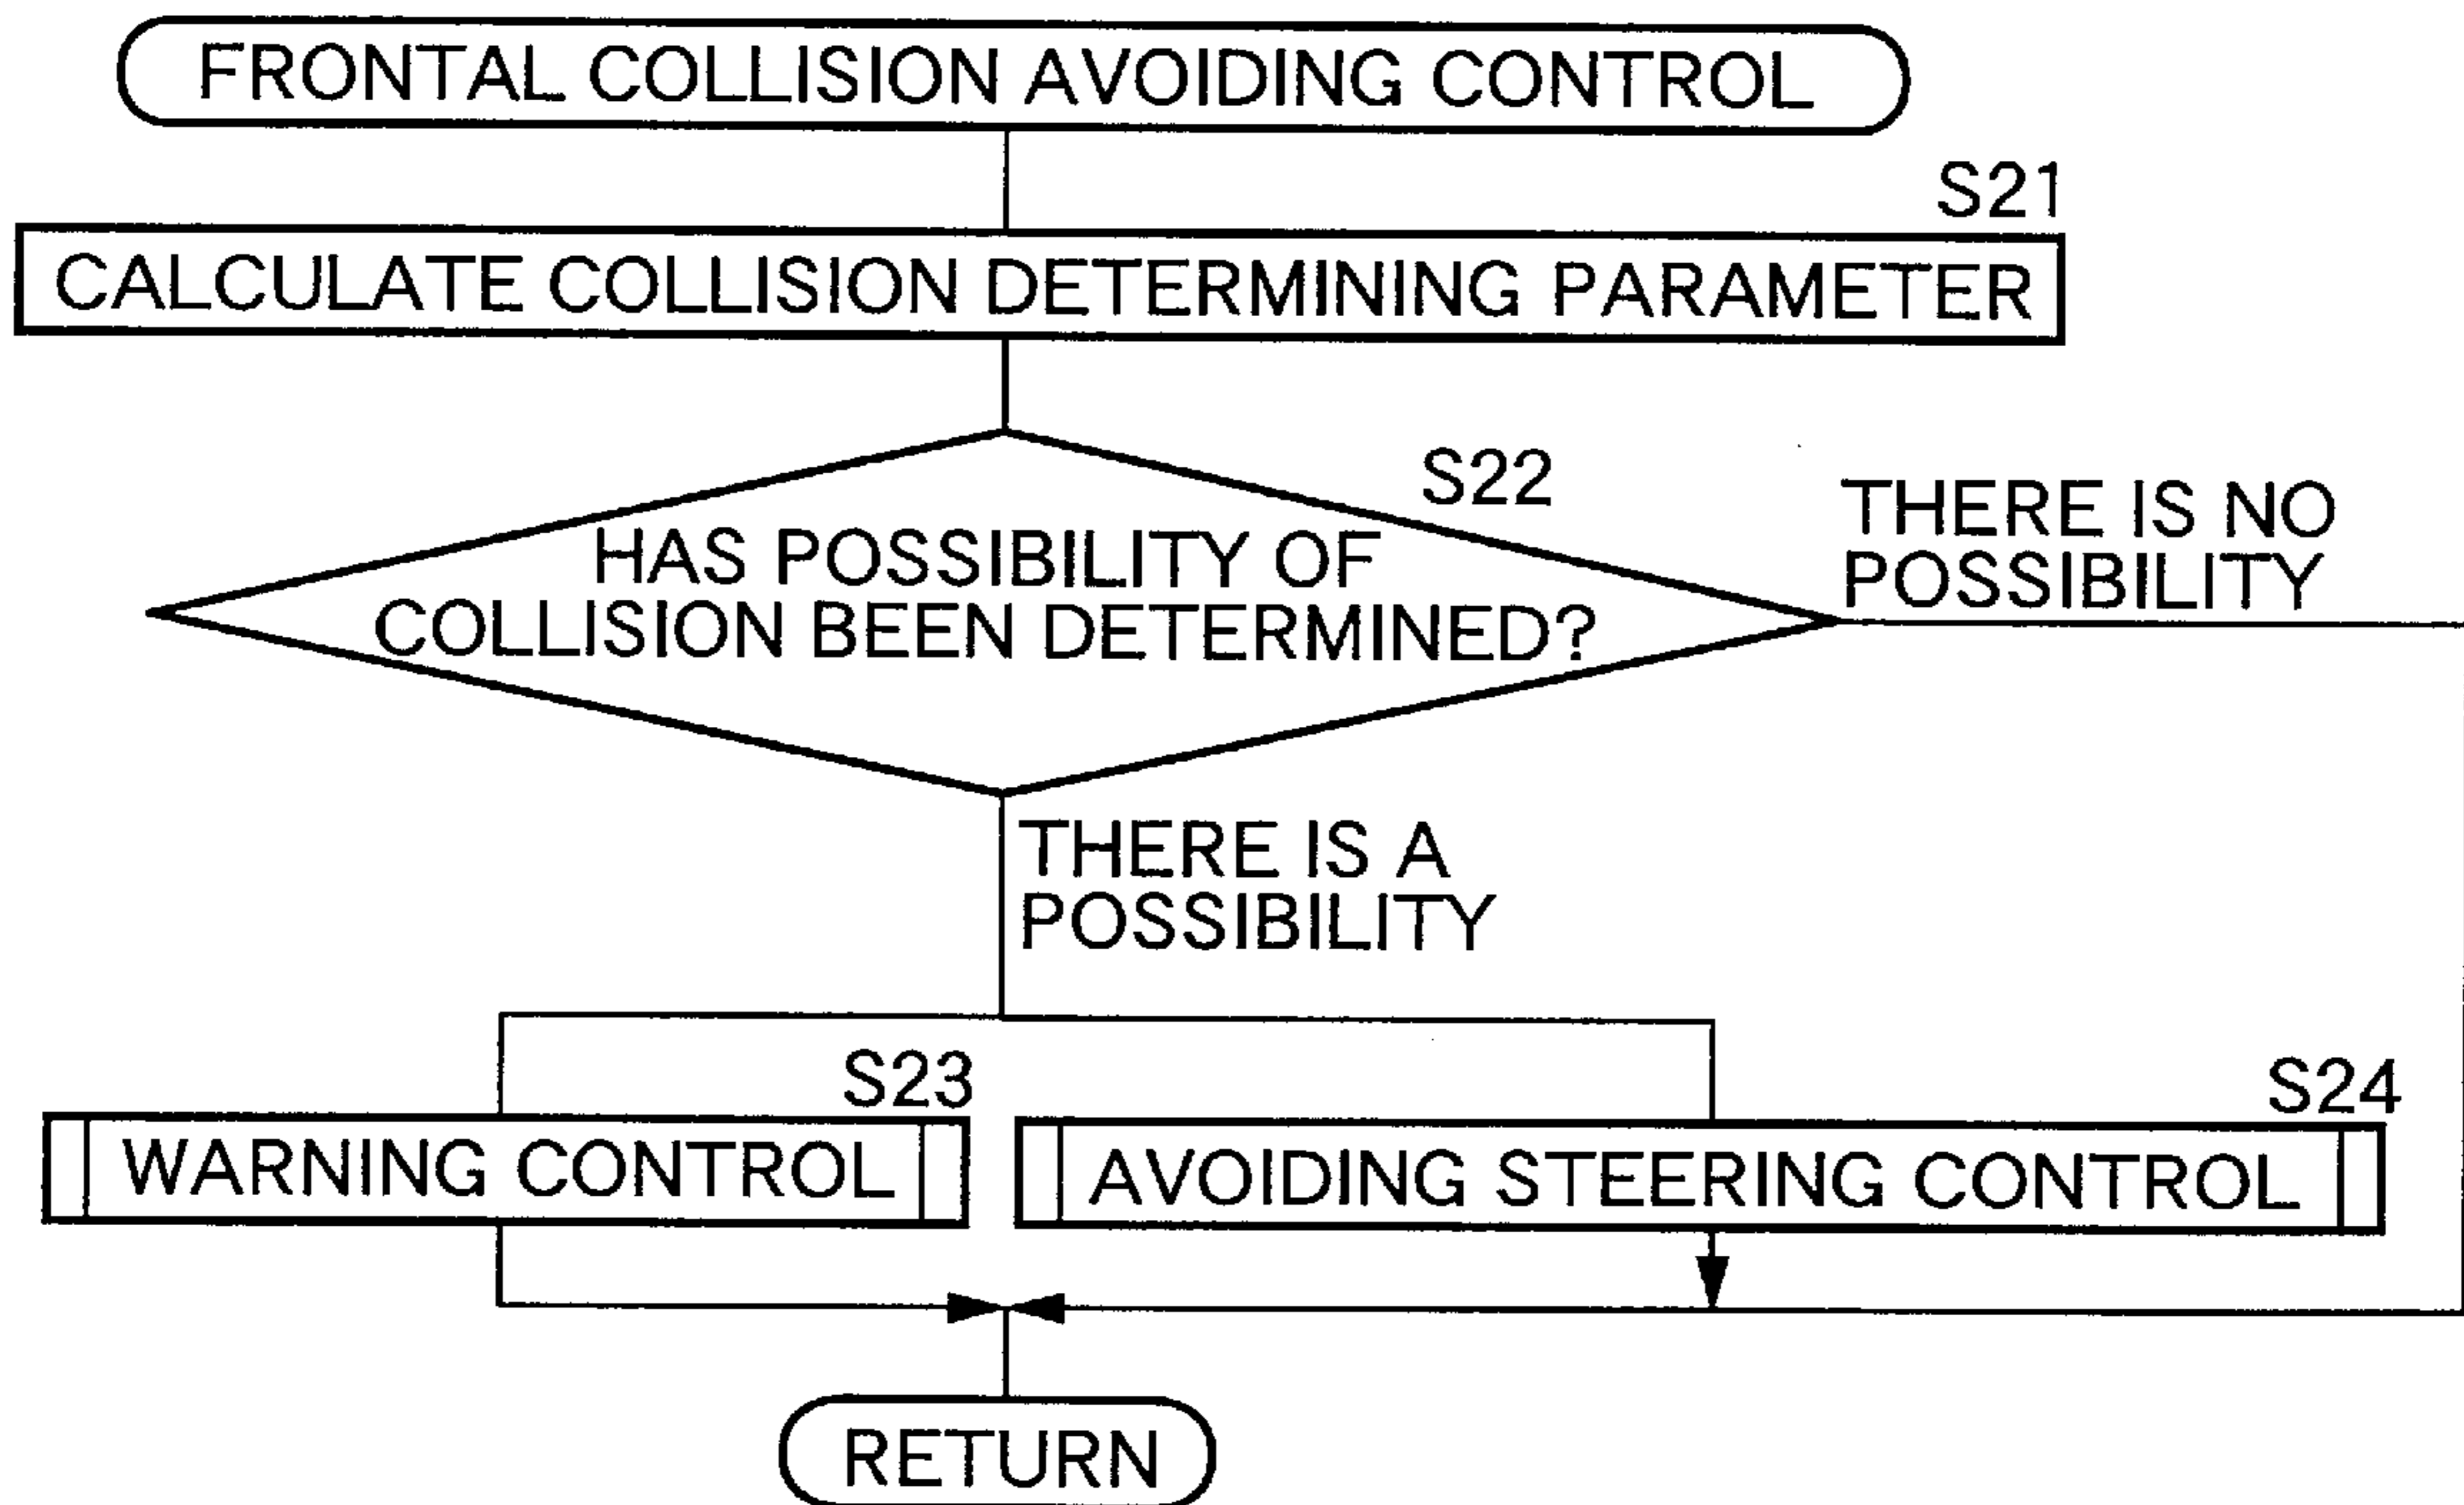 FRONTAL COLLISION AVOIDING CONTROL
S21
CALCULATE COLLISION DETERMINING PARAMETER
S22
HAS POSSIBILITY OF
COLLISION BEEN DETERMINED?
THERE IS NO
POSSIBILITY
THERE IS A
POSSIBILITY
S23
WARNING CONTROL
S24
AVOIDING STEERING CONTROL
RETURN